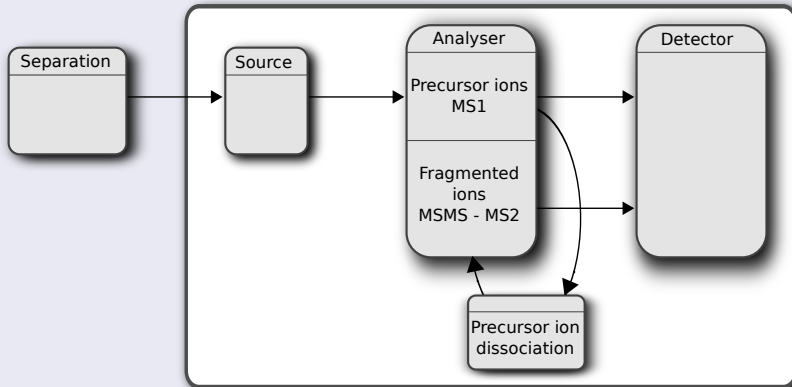 Separation
Source
Analyser
Precursor ions
MS1
Fragmented
ions
MSMS - MS2
Detector
Precursor ion
dissociation